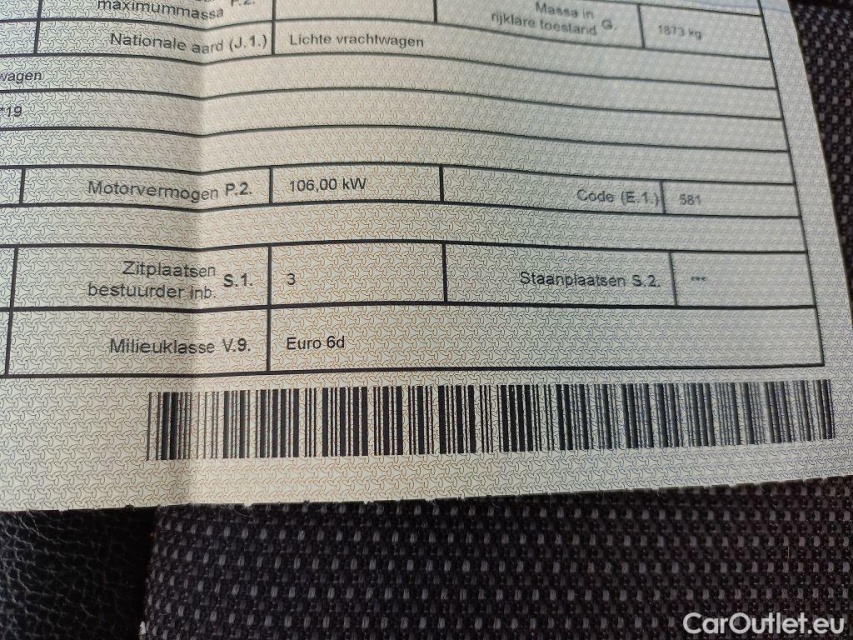 maximummassa F.2.
Massa in
rijklare toestand G.
1873 kg
Nationale aard (J.1.)
Lichte vrachtwagen
wagen
*19
Motorvermogen P.2.
106,00 kW
Code (E.1.)
581
Zitplaatsen
bestuurder inb. S.1.
3
Staanplaatsen S.2.
***
Milieuklasse V.9.
Euro 6d
CarOutlet.eu